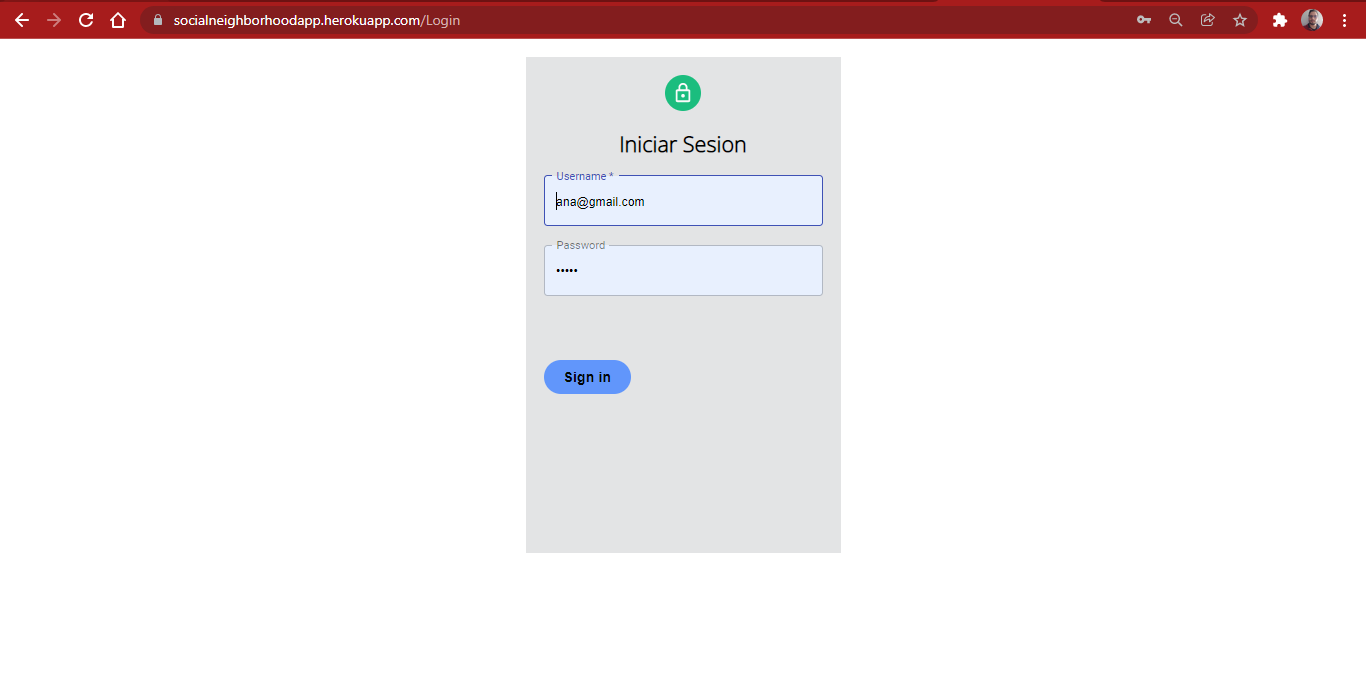 socialneighborhoodapp.herokuapp.com/Login
Iniciar Sesion
Username *
ana@gmail.com
Password
•••••
Sign in